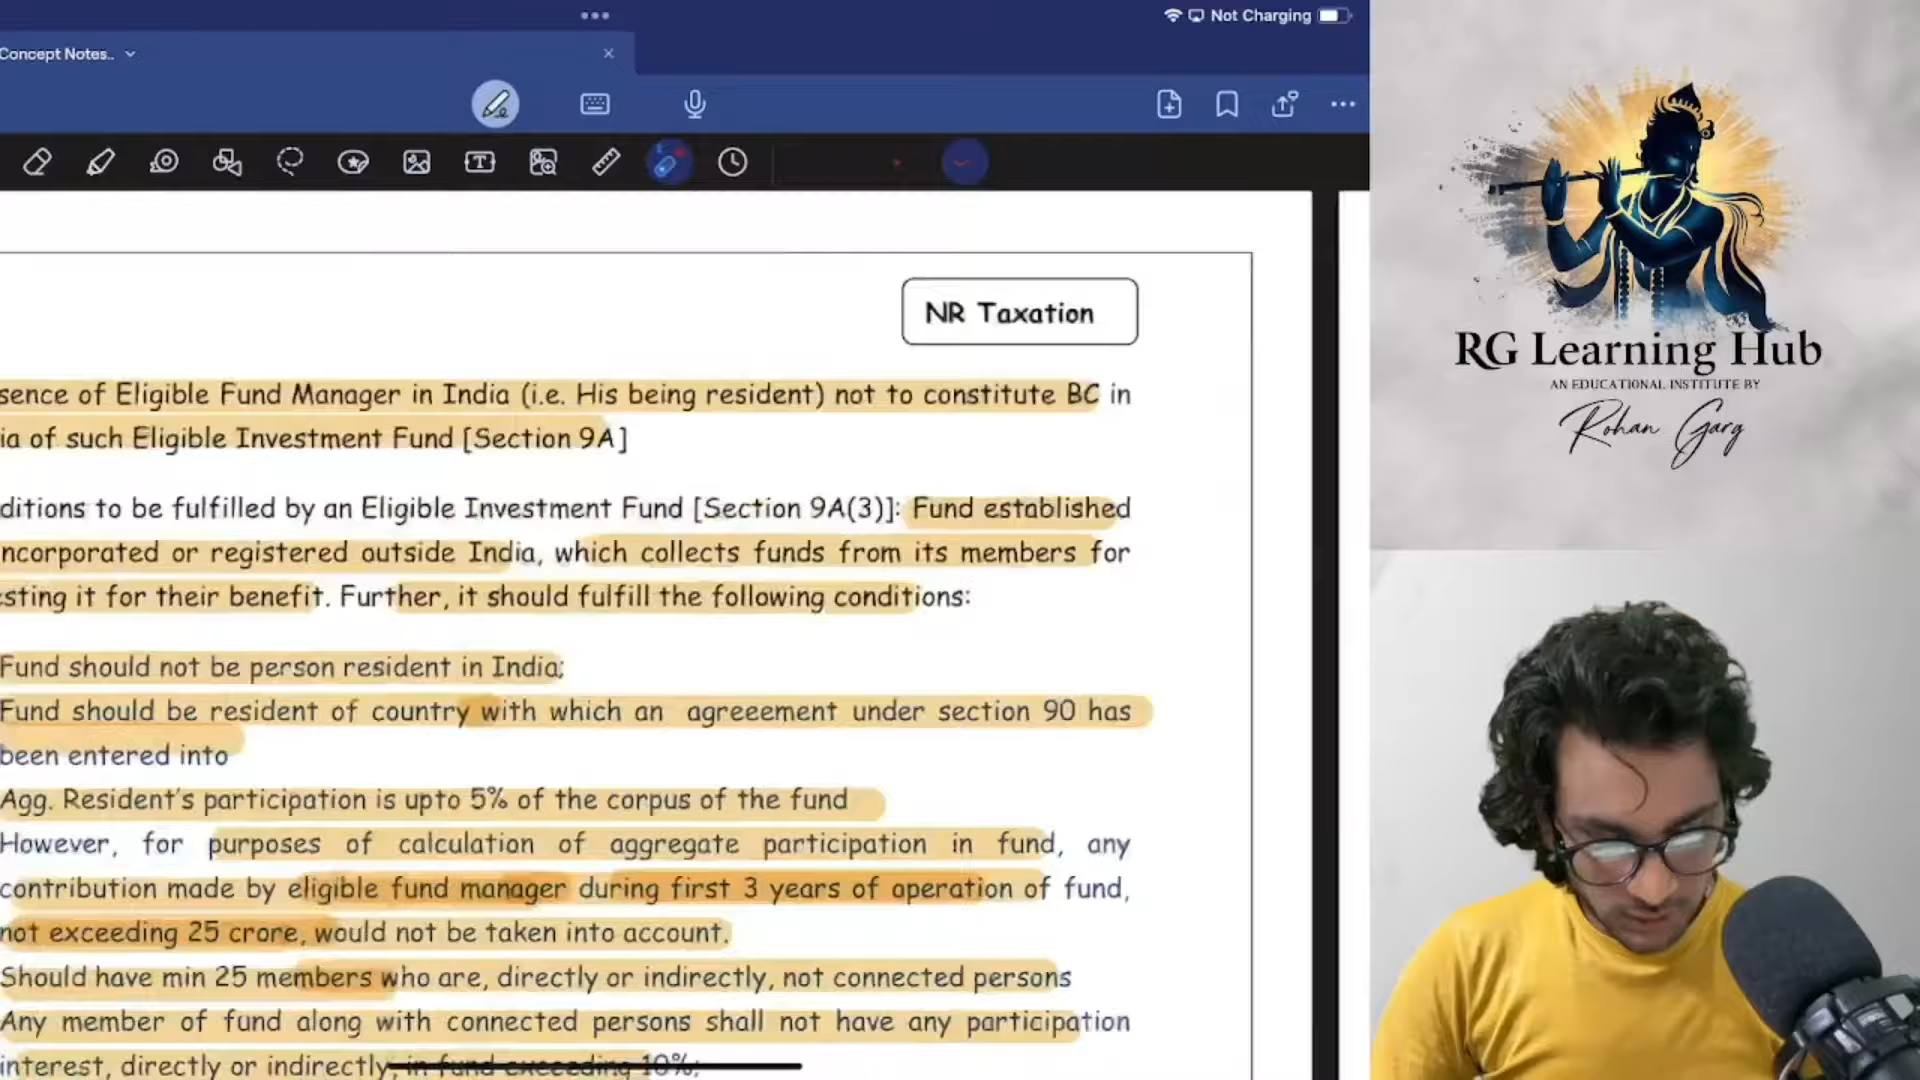 Not Charging
Concept Notes..
NR Taxation
sence of Eligible Fund Manager in India (i.e. His being resident) not to constitute BC in
ia of such Eligible Investment Fund [Section 9A]
ditions to be fulfilled by an Eligible Investment Fund [Section 9A(3)]: Fund established
ncorporated or registered outside India, which collects funds from its members for
sting it for their benefit. Further, it should fulfill the following conditions:
Fund should not be person resident in India;
Fund should be resident of country with which an agreeement under section 90 has
been entered into
Agg. Resident's participation is upto 5% of the corpus of the fund
However, for purposes of calculation of aggregate participation in fund, any
contribution made by eligible fund manager during first 3 years of operation of fund,
not exceeding 25 crore, would not be taken into account.
Should have min 25 members who are, directly or indirectly, not connected persons
Any member of fund along with connected persons shall not have any participation
interest, directly or indirectly, in fund exceeding 10%;
RG Learning Hub
AN EDUCATIONAL INSTITUTE BY
Rohan Garg